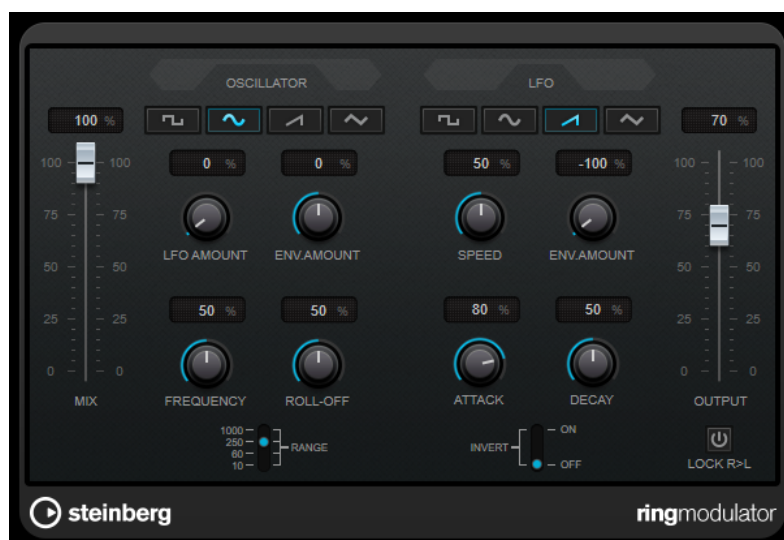 OSCILLATOR LFO
100 % 70 %
0 % 0 % 50 % -100 %
100 100 100 100
75 75 75 75
LFO AMOUNT ENV.AMOUNT SPEED ENV.AMOUNT
50 50 50 50
50 % 50 % 80 % 50 %
25 25 25 25
0 0 0 0
MIX FREQUENCY ROLL-OFF ATTACK DECAY OUTPUT
1000
250
60
10
RANGE
INVERT
ON
OFF
LOCK R>L
steinberg ringmodulator